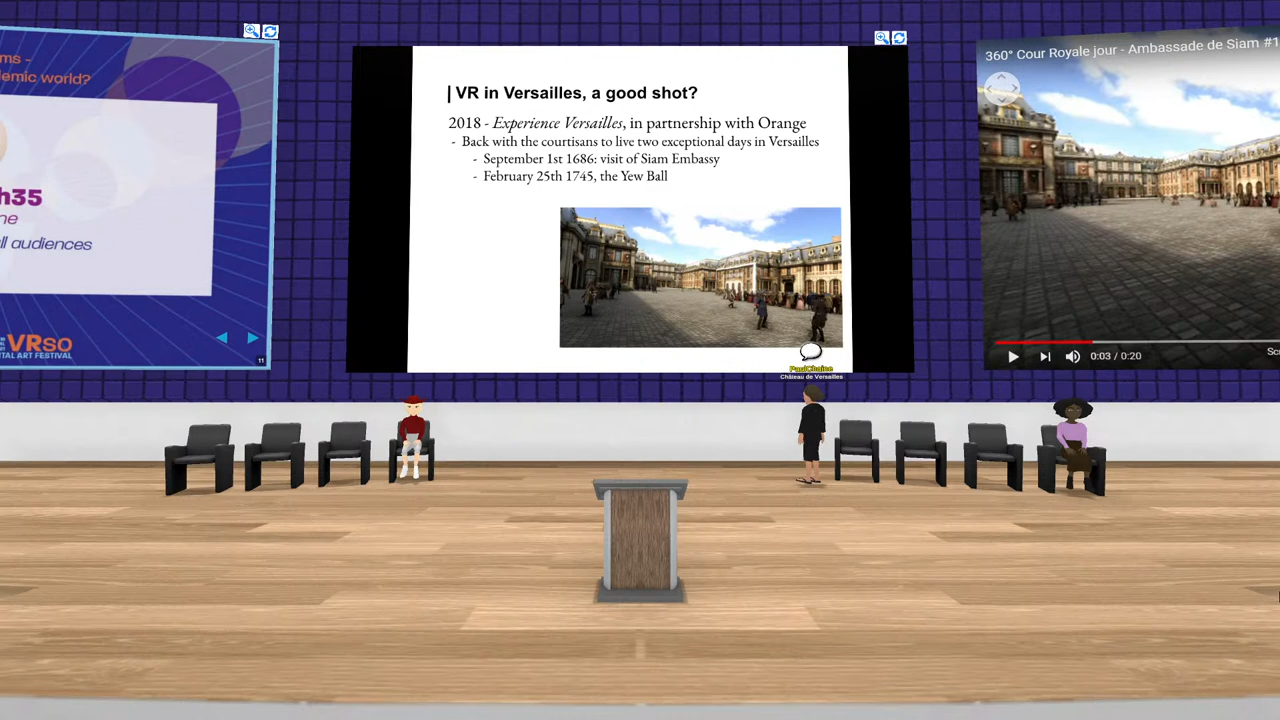 ms -
emic world?
h35
ne
ll audiences
VRso
ITAL ART FESTIVAL
11
VR in Versailles, a good shot?
2018 - Experience Versailles, in partnership with Orange
- Back with the courtisans to live two exceptional days in Versailles
- September 1st 1686: visit of Siam Embassy
- February 25th 1745, the Yew Ball
PaulChaine
Château de Versailles
360° Cour Royale jour - Ambassade de Siam #1
0:03 / 0:20